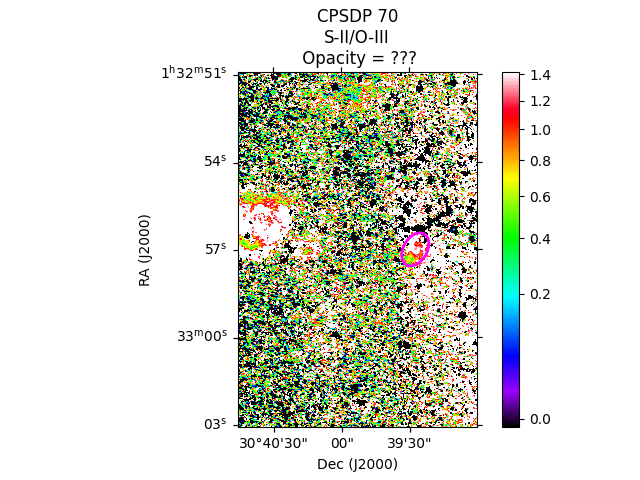 CPSDP 70
S-II/O-III
Opacity = ???
1ʰ32ᵐ51ˢ
54ˢ
57ˢ
33ᵐ00ˢ
03ˢ
RA (J2000)
30°40'30" 00" 39'30"
Dec (J2000)
1.4
1.2
1.0
0.8
0.6
0.4
0.2
0.0